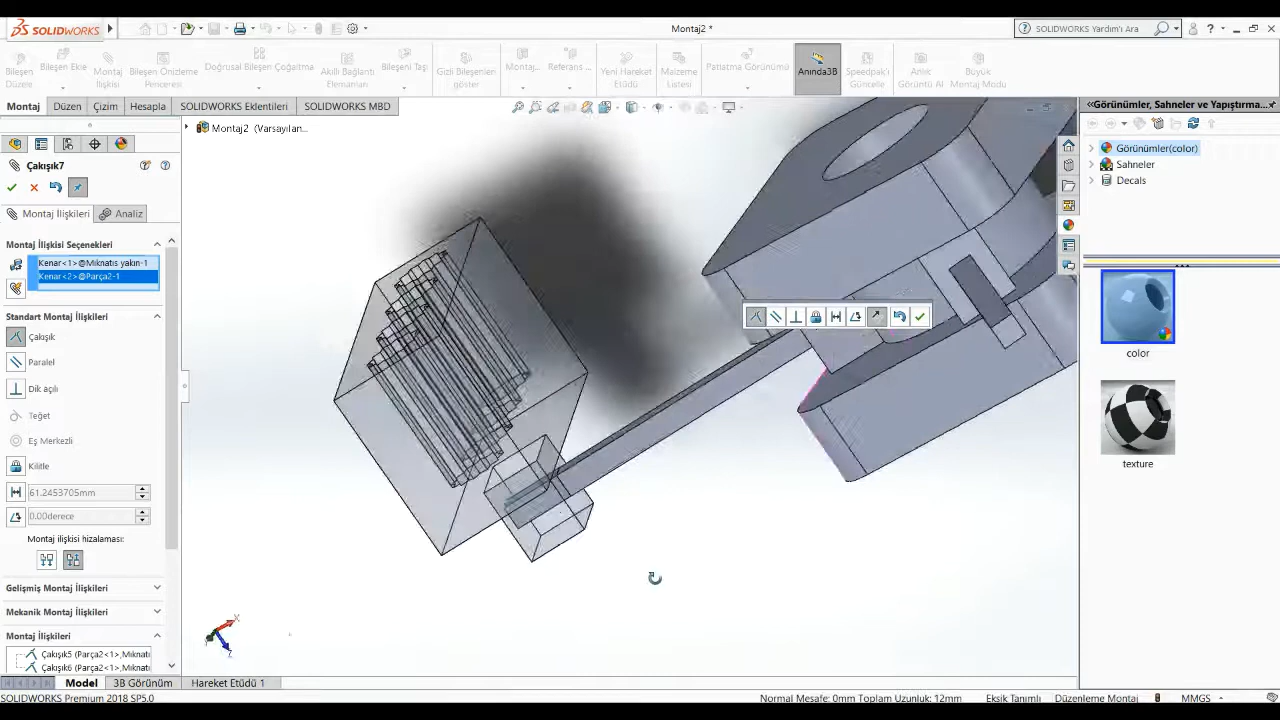 SOLIDWORKS
Montaj2 *
SOLIDWORKS Yardım'ı Ara
Bileşen Düzenle
Bileşen Ekle
Montaj İlişkisi
Bileşen Önizleme Penceresi
Doğrusal Bileşen Çoğaltma
Akıllı Bağlantı Elemanları
Bileşeni Taşı
Gizli Bileşenleri göster
Montaj...
Referans ...
Yeni Hareket Etüdü
Malzeme Listesi
Patlatma Görünümü
Anında3B
Speedpak'i Güncelle
Anlık Görüntü Al
Büyük Montaj Modu
Montaj
Düzen
Çizim
Hesapla
SOLIDWORKS Eklentileri
SOLIDWORKS MBD
Görünümler, Sahneler ve Yapıştırma...
Montaj2 (Varsayılan...
Görünümler(color)
Sahneler
Decals
Çakışık7
Montaj İlişkileri
Analiz
Montaj İlişkisi Seçenekleri
Kenar<1>@Mıknatıs yakın-1
Kenar<2>@Parça2-1
Standart Montaj İlişkileri
Çakışık
Paralel
Dik açılı
Teğet
Eş Merkezli
Kilitle
61.2453705mm
0.00derece
Montaj ilişkisi hizalaması:
Gelişmiş Montaj İlişkileri
Mekanik Montaj İlişkileri
Montaj İlişkileri
Çakışık5 (Parça2<1>,Mıknatı
Çakışık6 (Parça2<1>,Mıknatı
color
texture
X
Z
Model
3B Görünüm
Hareket Etüdü 1
SOLIDWORKS Premium 2018 SP5.0
Normal Mesafe: 0mm Toplam Uzunluk: 12mm
Eksik Tanımlı
Düzenleme Montaj
MMGS